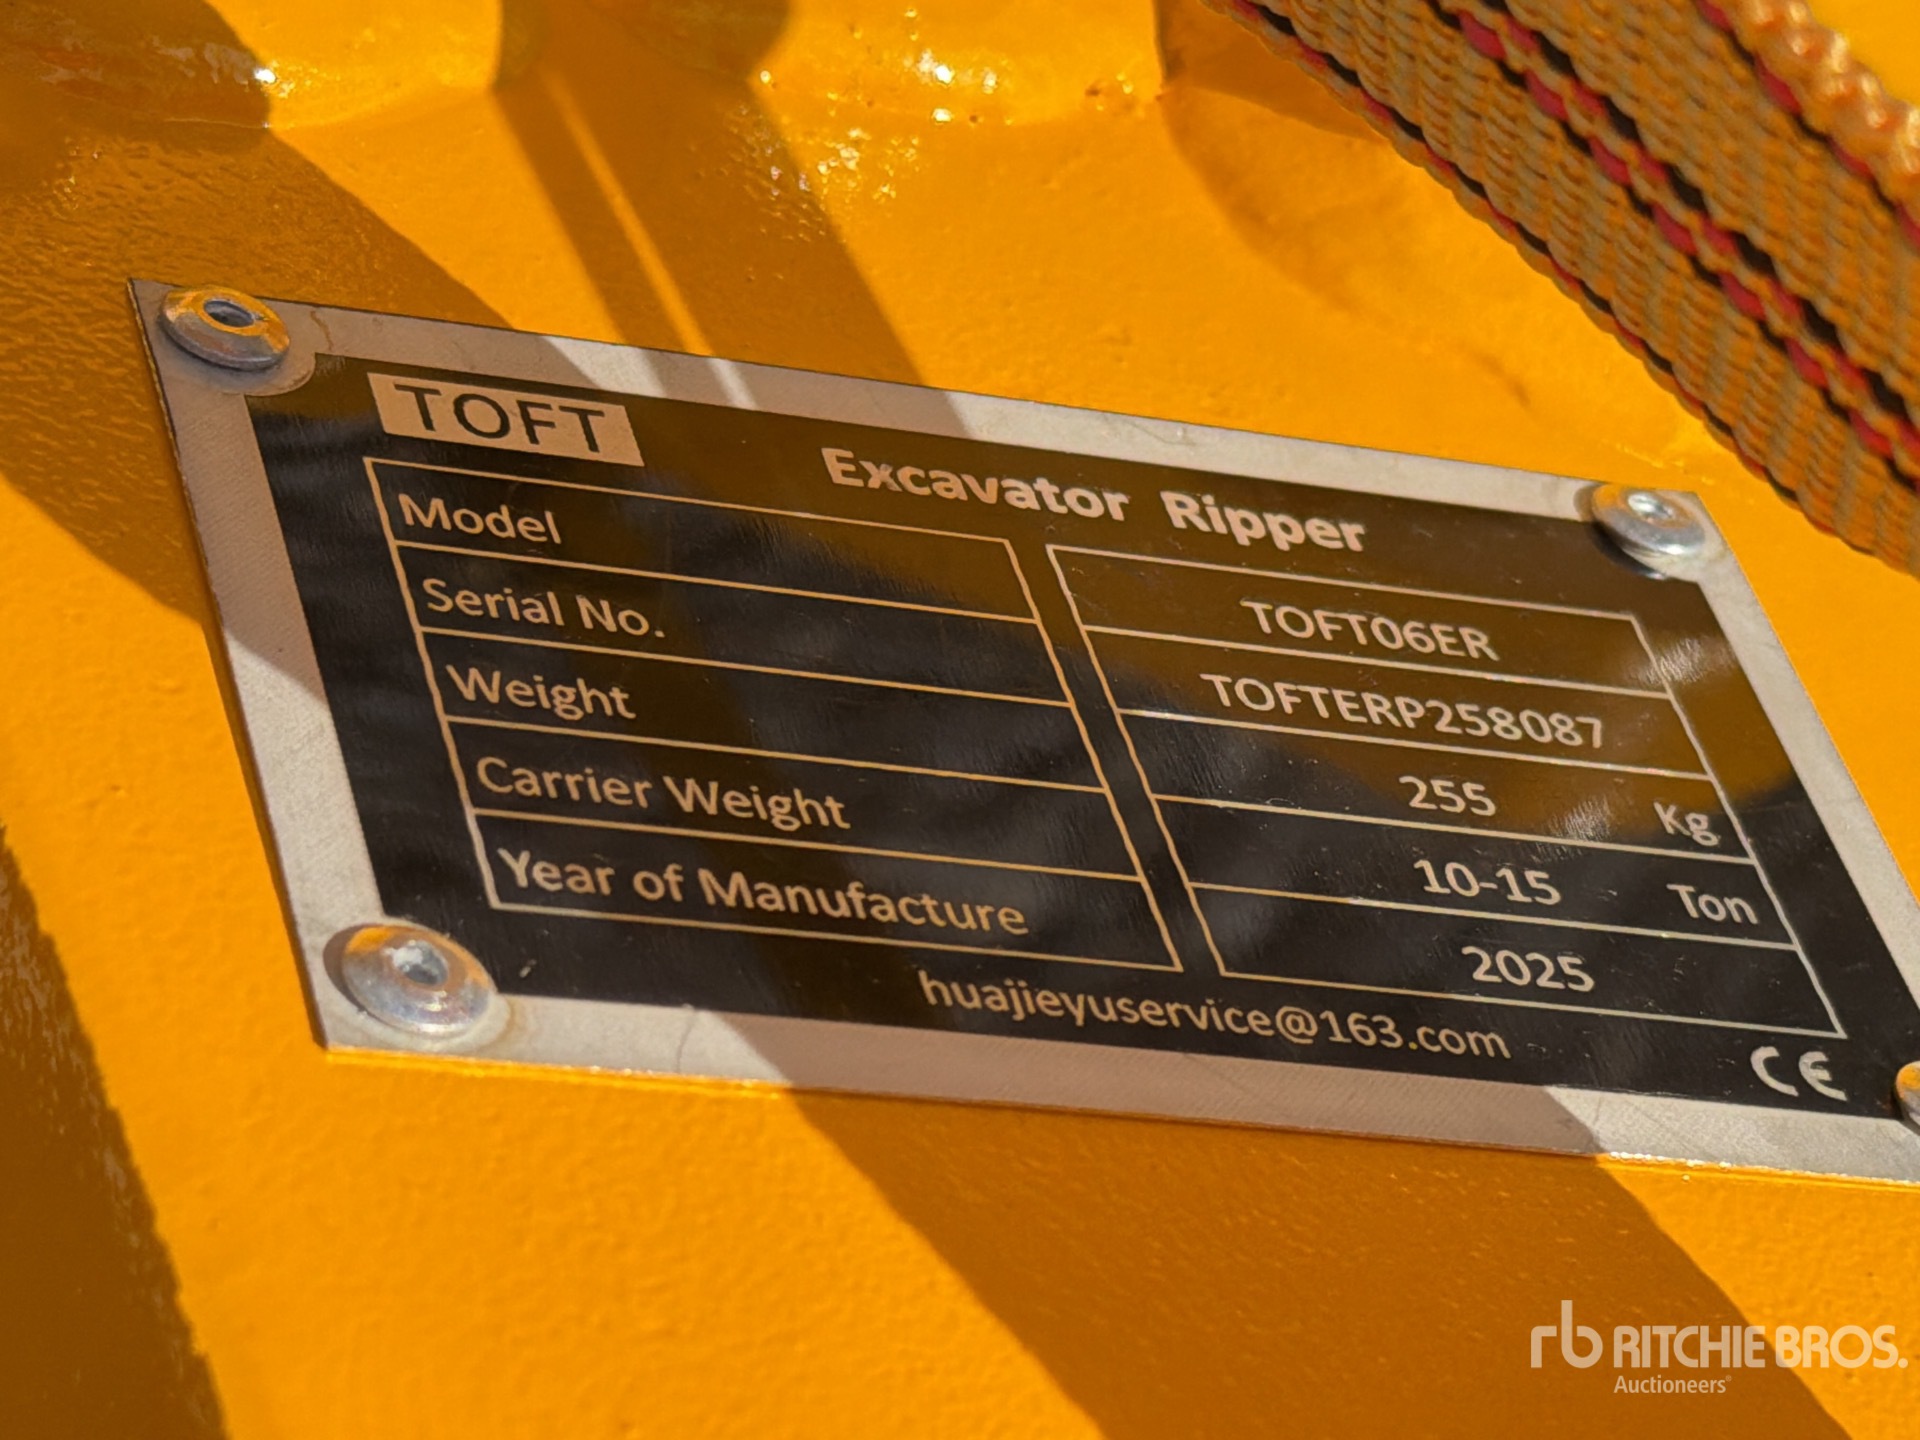 TOFT
Excavator Ripper
Model TOFT06ER
Serial No. TOFTERP258087
Weight 255 Kg
Carrier Weight 10-15 Ton
Year of Manufacture 2025
huajieyuservice@163.com
CE
rb RITCHIE BROS.
Auctioneers